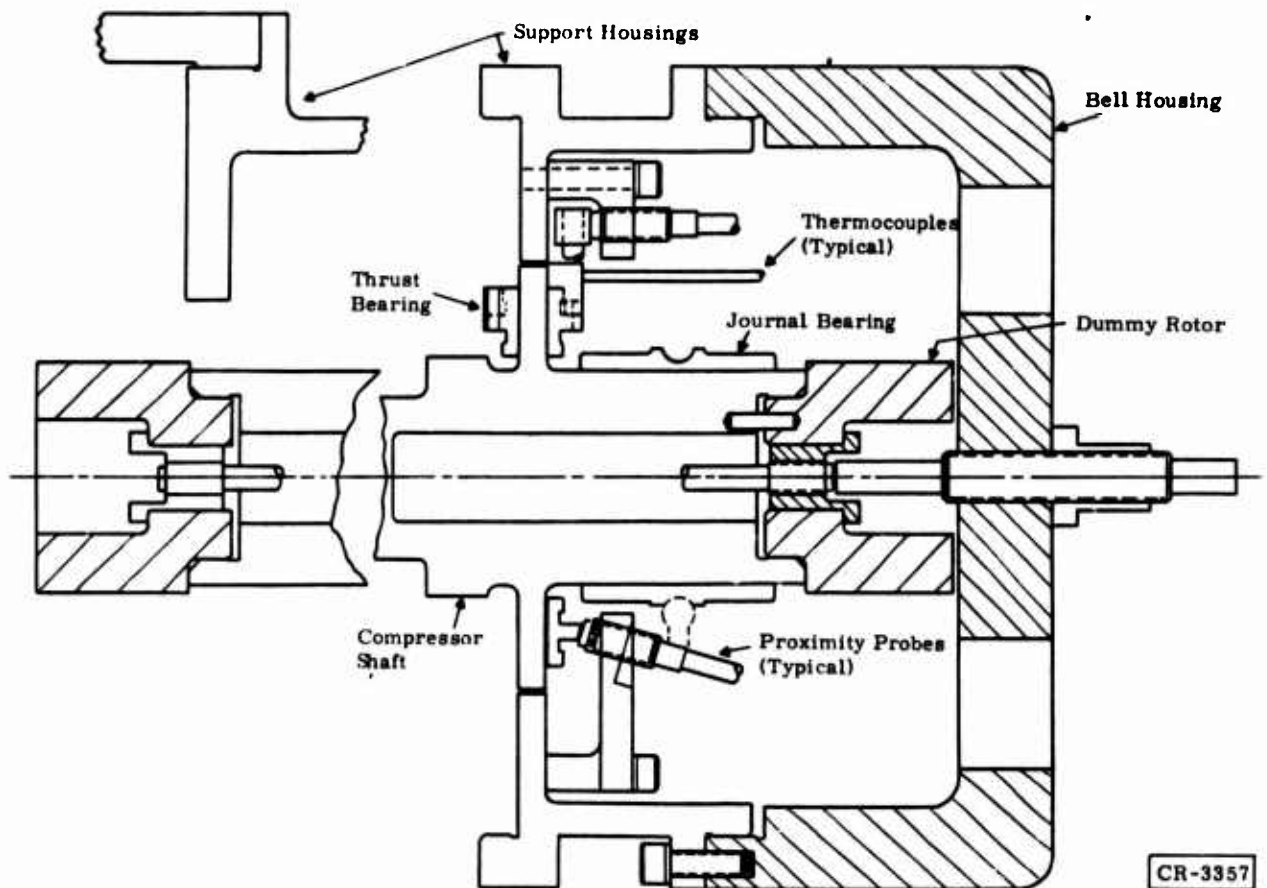 Support Housings
Bell Housing
Thermocouples
(Typical)
Thrust
Bearing
Journal Bearing
Dummy Rotor
Compressor
Shaft
Proximity Probes
(Typical)
CR-3357